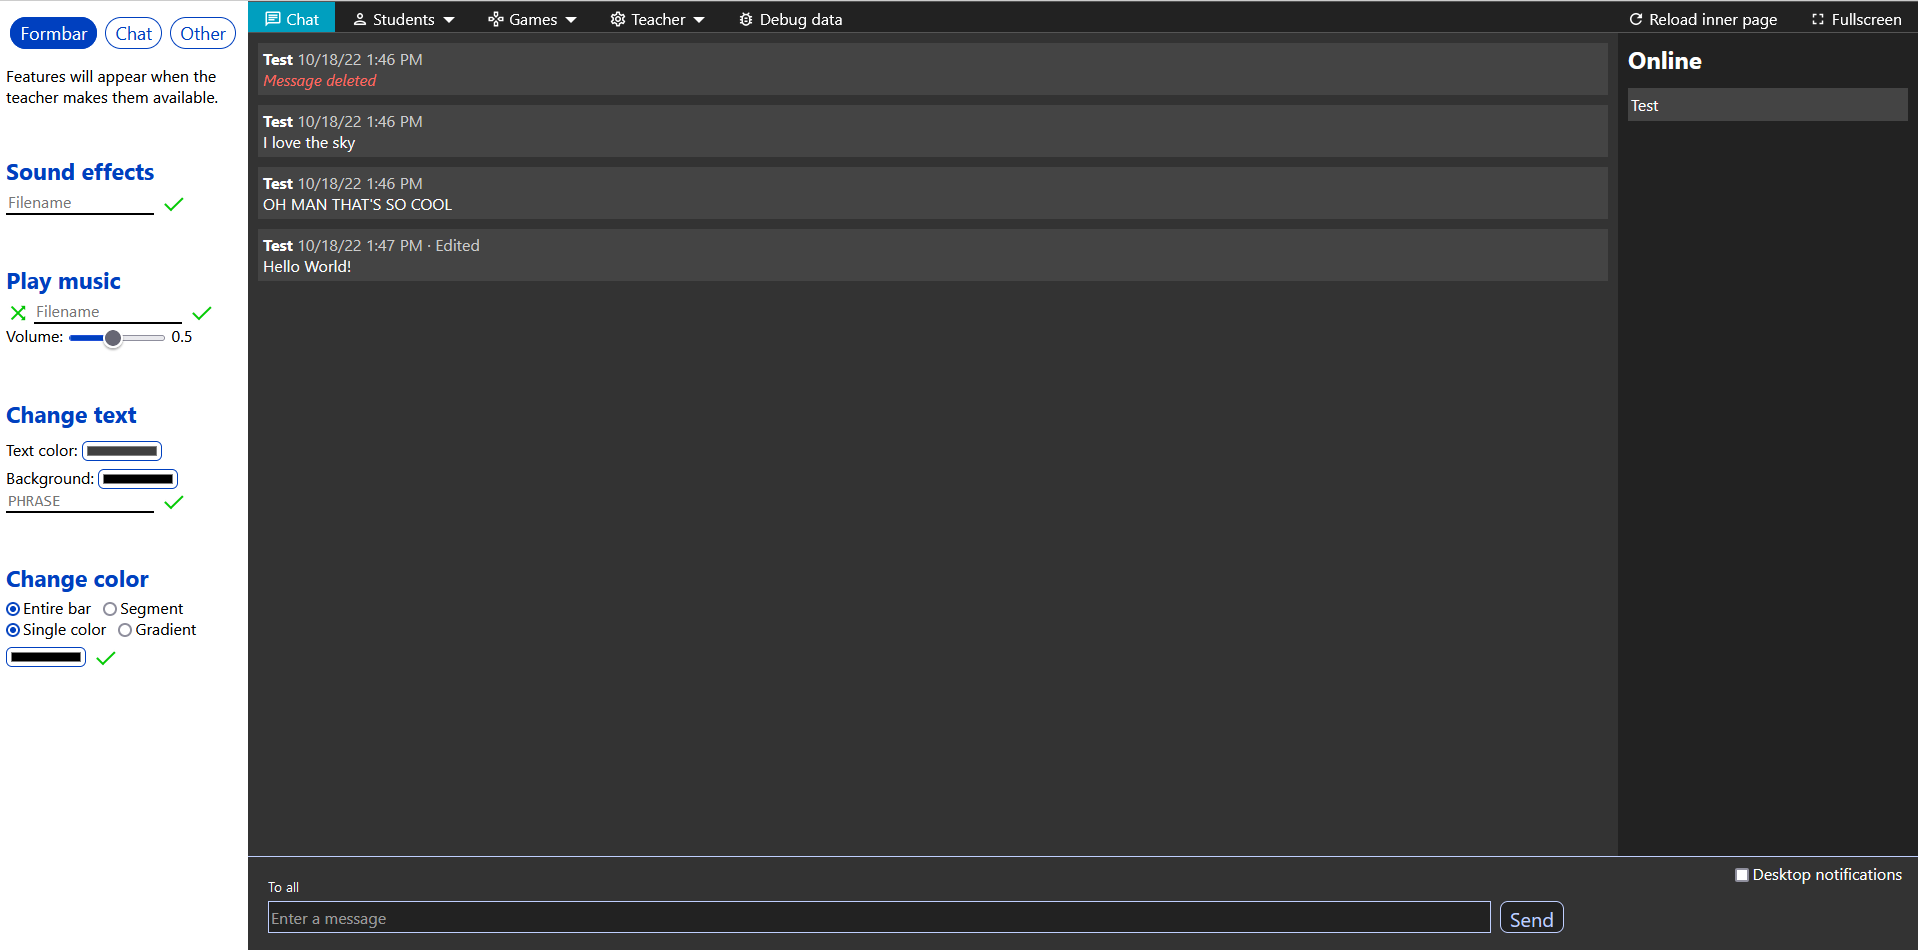 Formbar Chat Other
Features will appear when the
teacher makes them available.
Sound effects
Filename
Play music
Filename
Volume: 0.5
Change text
Text color:
Background:
PHRASE
Change color
Entire bar Segment
Single color Gradient
Chat Students Games Teacher Debug data Reload inner page Fullscreen
Test 10/18/22 1:46 PM
Message deleted
Test 10/18/22 1:46 PM
I love the sky
Test 10/18/22 1:46 PM
OH MAN THAT'S SO COOL
Test 10/18/22 1:47 PM · Edited
Hello World!
Online
Test
To all
Enter a message
Send
Desktop notifications